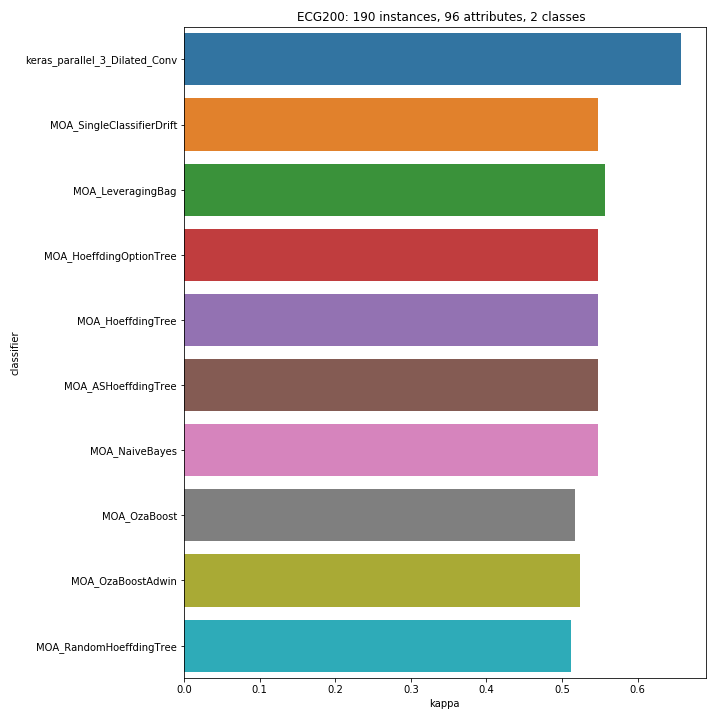 ECG200: 190 instances, 96 attributes, 2 classes
keras_parallel_3_Dilated_Conv
MOA_SingleClassifierDrift
MOA_LeveragingBag
MOA_HoeffdingOptionTree
MOA_HoeffdingTree
classifier
MOA_ASHoeffdingTree
MOA_NaiveBayes
MOA_OzaBoost
MOA_OzaBoostAdwin
MOA_RandomHoeffdingTree
0.0 0.1 0.2 0.3 0.4 0.5 0.6
kappa